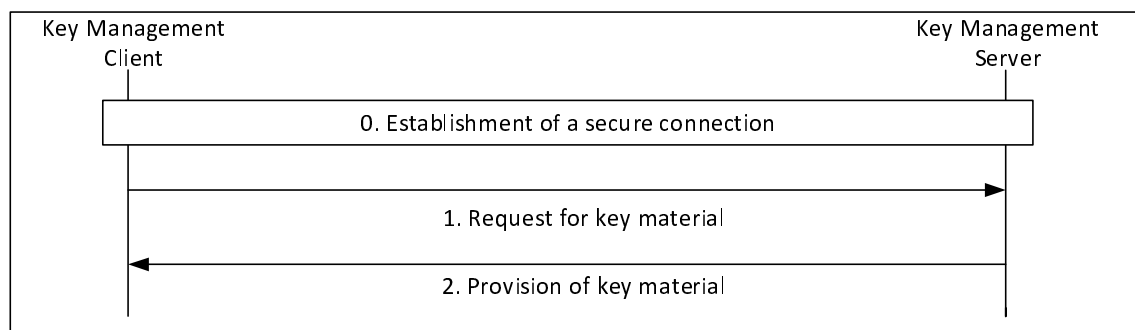 Key Management
Client
Key Management
Server
0. Establishment of a secure connection
1. Request for key material
2. Provision of key material